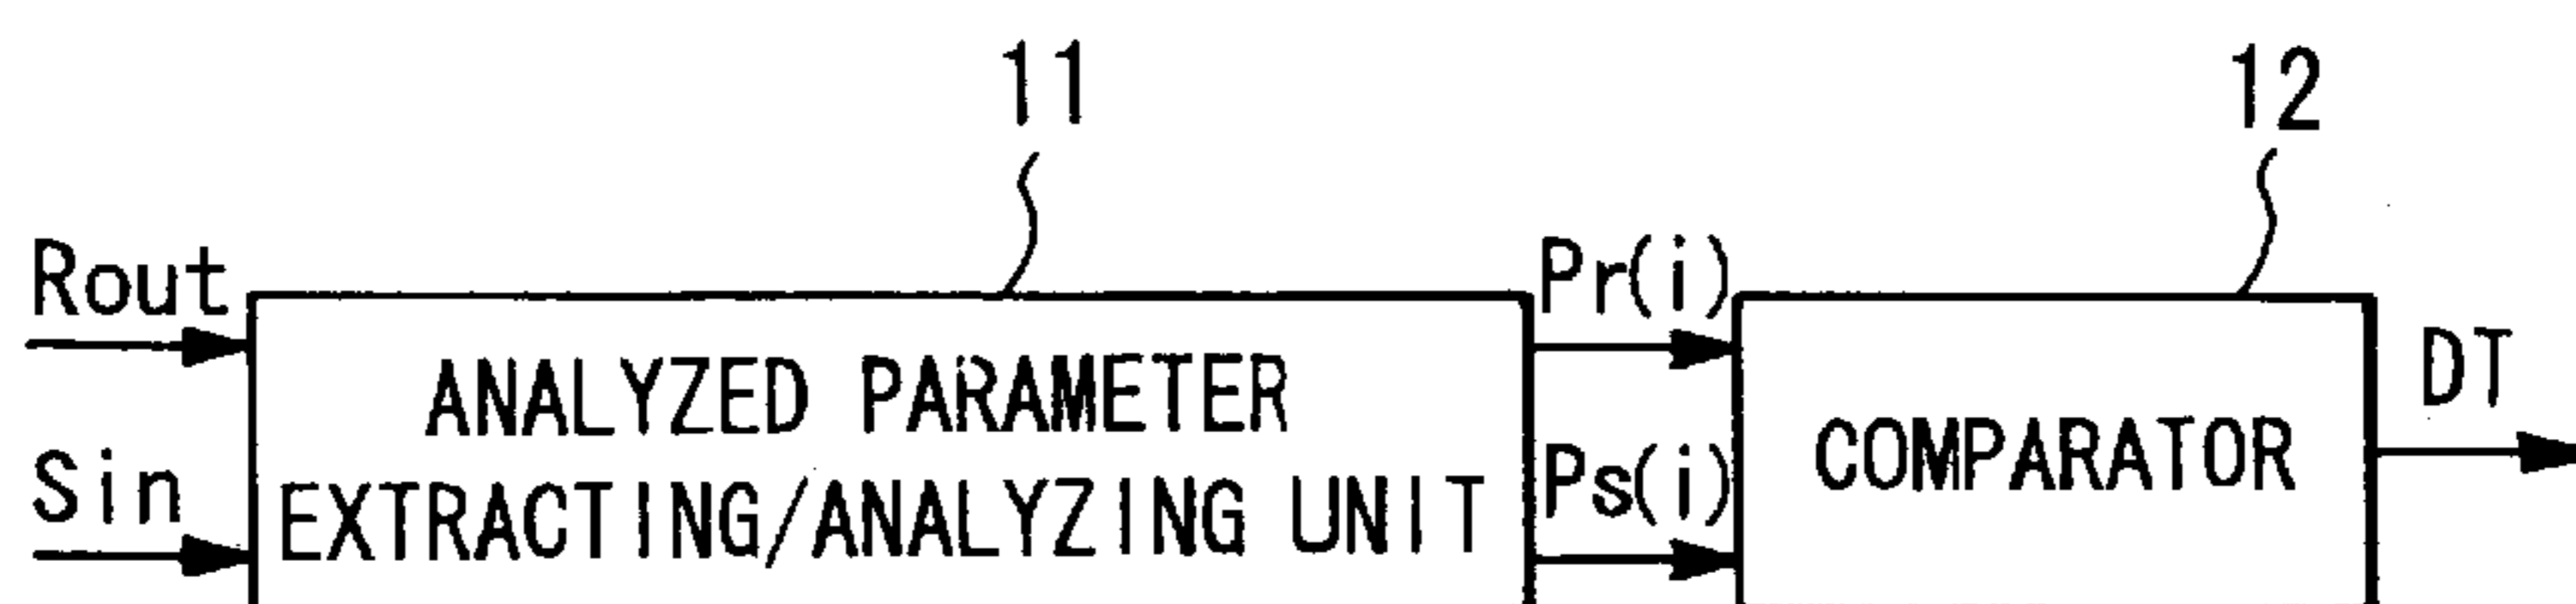 11
12
Rout
Pr(i)
DT
ANALYZED PARAMETER
COMPARATOR
Sin
Ps(i)
EXTRACTING/ANALYZING UNIT